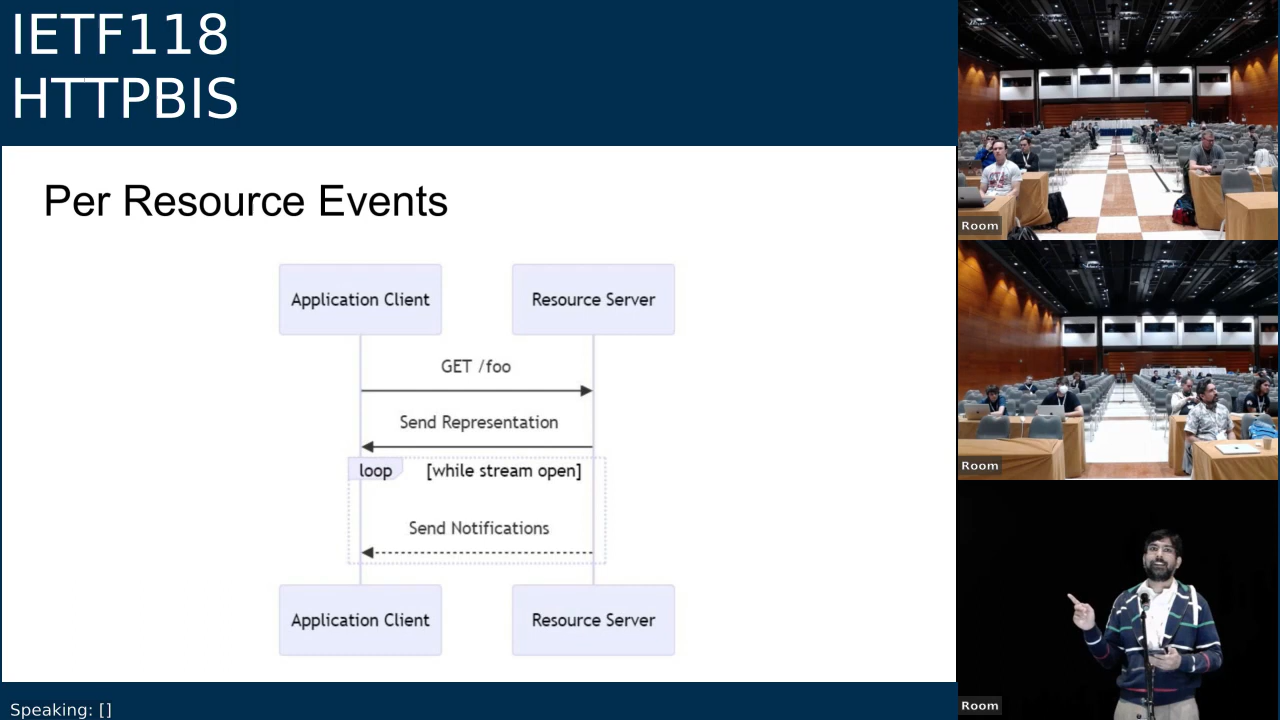 IETF118
HTTPBIS
Per Resource Events
Application Client
Resource Server
GET /foo
Send Representation
loop
[while stream open]
Send Notifications
Application Client
Resource Server
Speaking: []
Room
Room
Room